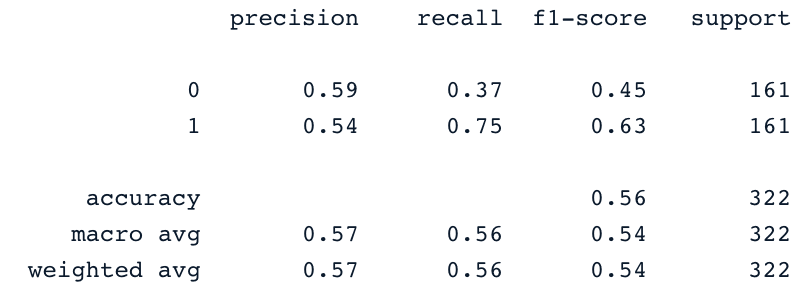 precision recall f1-score support
0 0.59 0.37 0.45 161
1 0.54 0.75 0.63 161
accuracy 0.56 322
macro avg 0.57 0.56 0.54 322
weighted avg 0.57 0.56 0.54 322